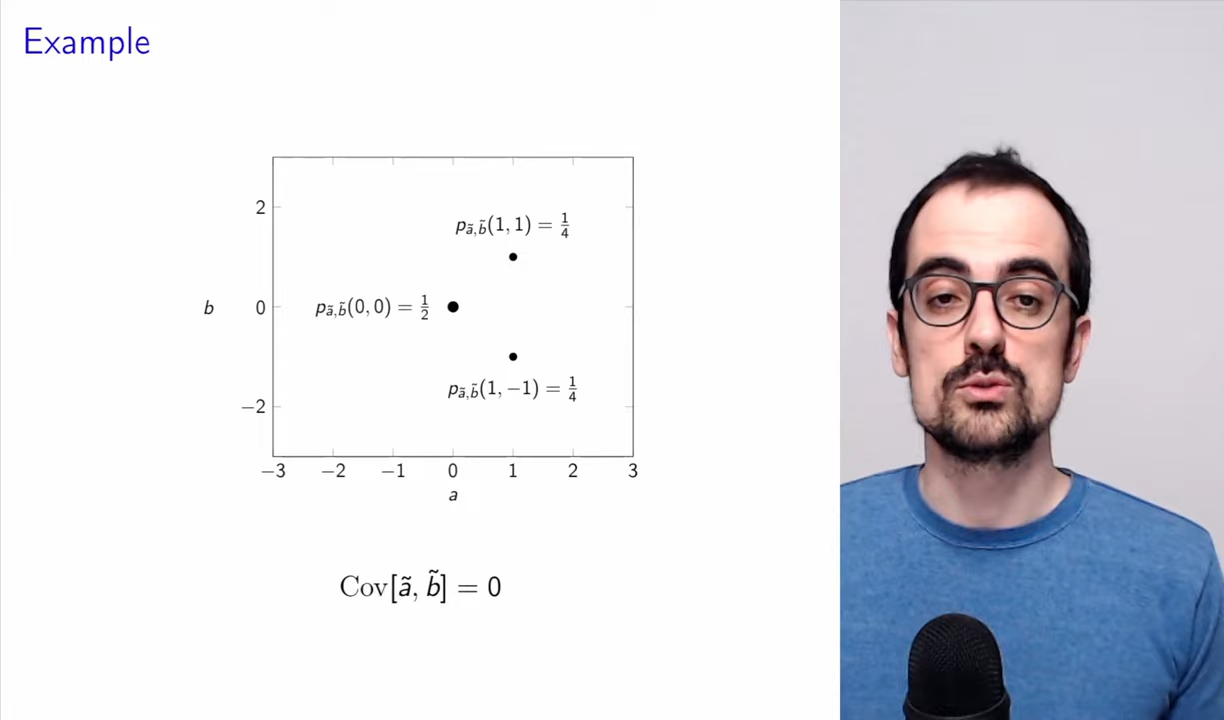 Example
2
p_{ã,b̃}(1, 1) = 1/4
b
0
p_{ã,b̃}(0, 0) = 1/2
p_{ã,b̃}(1, −1) = 1/4
−2
−3 −2 −1 0 1 2 3
a
Cov[ã, b̃] = 0